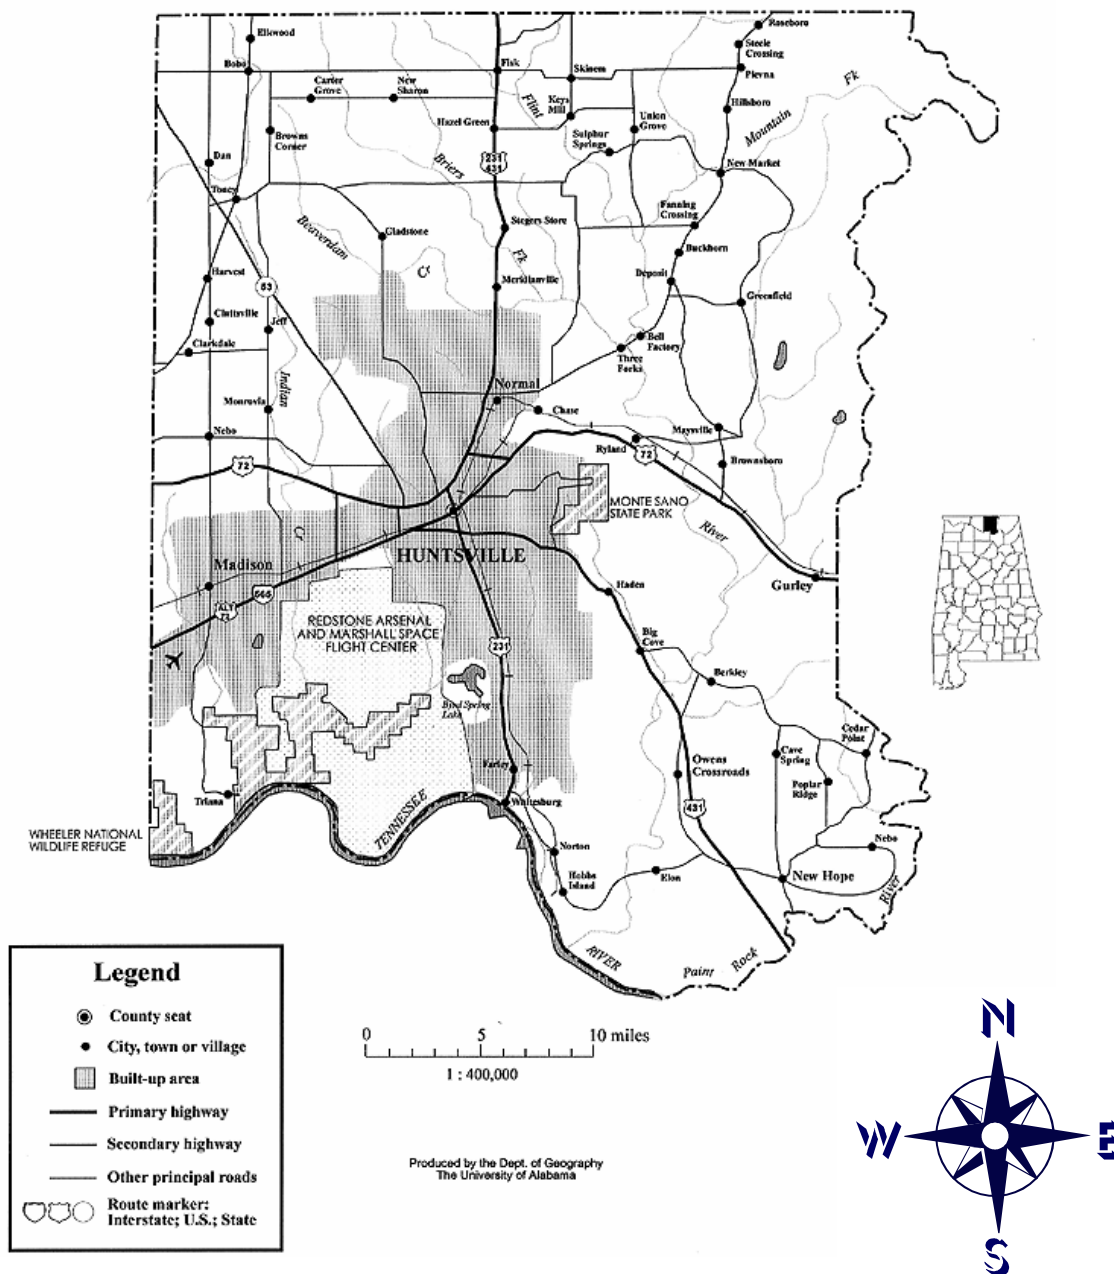 Roseboro
Elkwood
Steele
Crossing
Bobo
Fisk
Skinem
Plevna
Fk
Carter
Grove
New
Sharon
Flint
Keys
Mill
Hillsboro
Union
Grove
Mountain
Hazel Green
Browns
Corner
Sulphur
Springs
231
431
Dan
Briers
New Market
Toney
Fanning
Crossing
Stegers Store
Beaverdam
Gladstone
Buckhorn
Fk
Cr
Harvest
Deposit
53
Meridianville
Greenfield
Cluttsville
Jeff
Bell
Factory
Clarkdale
Three
Forks
Normal
Indian
Monrovia
Chase
Nebo
Maysville
Ryland
72
72
Brownsboro
MONTE SANO
STATE PARK
River
Cr
HUNTSVILLE
Madison
Gurley
Haden
565
ALT
72
REDSTONE ARSENAL
AND MARSHALL SPACE
FLIGHT CENTER
Big
Cove
231
Berkley
Byrd Spring
Lake
Cedar
Point
Cave
Spring
Owens
Crossroads
Farley
Poplar
Ridge
Triana
Whitesburg
431
TENNESSEE
WHEELER NATIONAL
WILDLIFE REFUGE
Norton
Nebo
Hobbs
Island
Elon
New Hope
River
RIVER
Paint
Rock
Legend
County seat
City, town or village
Built-up area
Primary highway
Secondary highway
Other principal roads
Route marker:
Interstate; U.S.; State
0 5 10 miles
1 : 400,000
Produced by the Dept. of Geography
The University of Alabama
N
W
E
S